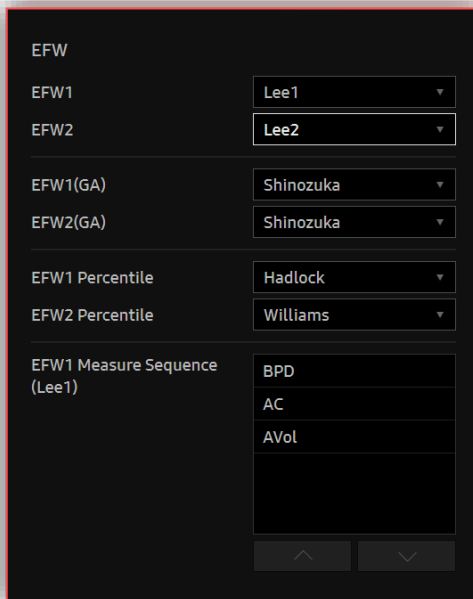 EFW
EFW1 Lee1
EFW2 Lee2
EFW1(GA) Shinozuka
EFW2(GA) Shinozuka
EFW1 Percentile Hadlock
EFW2 Percentile Williams
EFW1 Measure Sequence
(Lee1)
BPD
AC
AVol